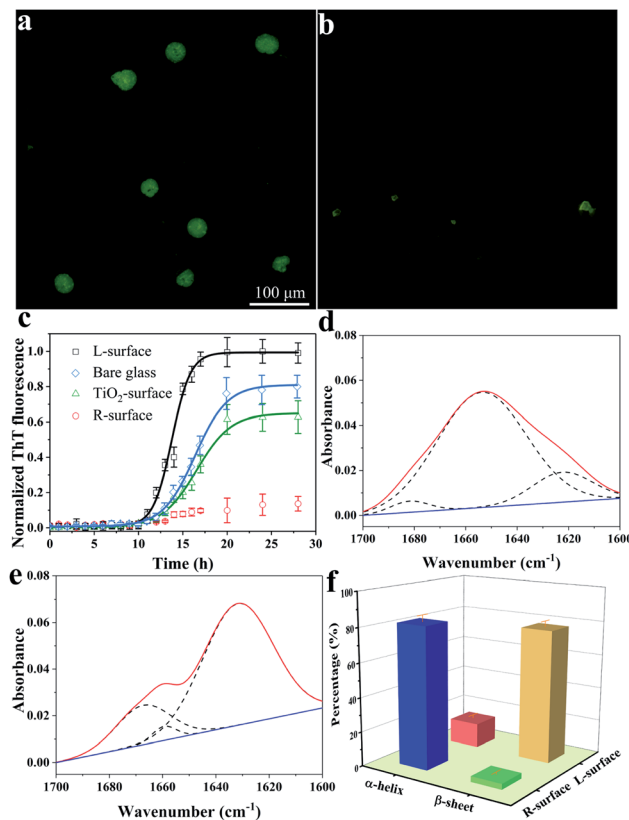 a
b
100 μm
c
Normalized ThT fluorescence
1.0
0.8
0.6
0.4
0.2
0.0
L-surface
Bare glass
TiO2-surface
R-surface
0 5 10 15 20 25 30
Time (h)
d
Absorbance
0.08
0.06
0.04
0.02
0.00
1700 1680 1660 1640 1620 1600
Wavenumber (cm-1)
e
Absorbance
0.08
0.06
0.04
0.02
0.00
1700 1680 1660 1640 1620 1600
Wavenumber (cm-1)
f
Percentage (%)
100
80
60
40
20
0
α-helix
β-sheet
R-surface
L-surface